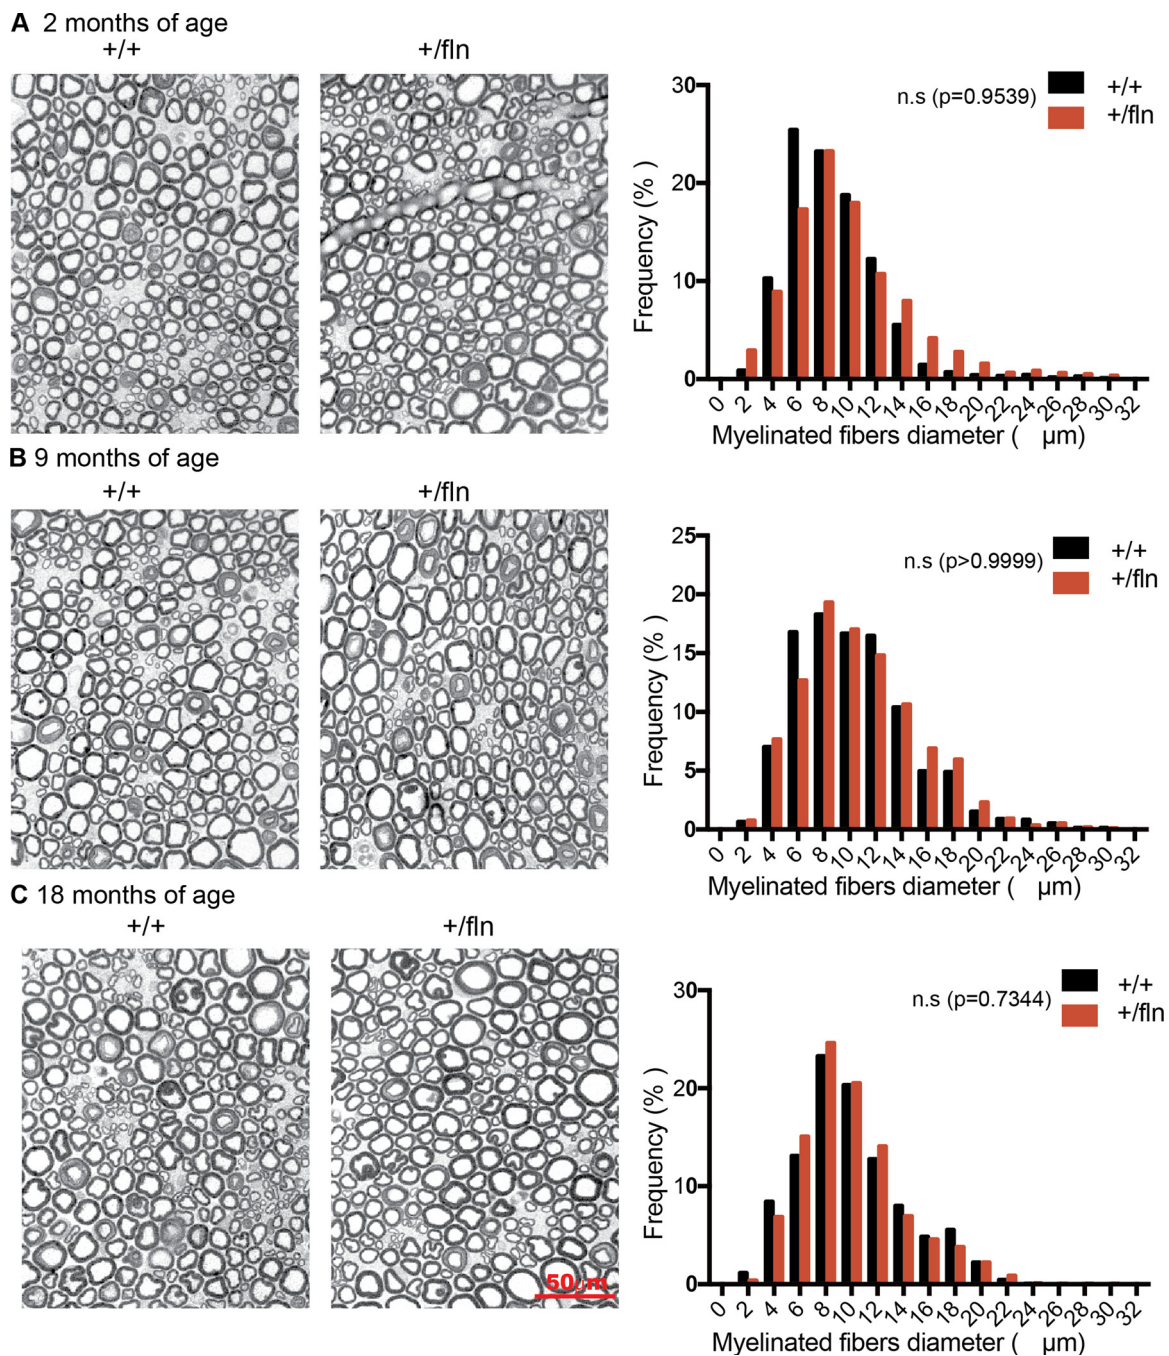 A 2 months of age
+/+
+/fln
n.s (p=0.9539)
+/+
+/fln
Frequency (%)
30
20
10
0
0 2 4 6 8 10 12 14 16 18 20 22 24 26 28 30 32
Myelinated fibers diameter ( µm)
B 9 months of age
+/+
+/fln
n.s (p>0.9999)
+/+
+/fln
Frequency (%)
25
20
15
10
5
0
0 2 4 6 8 10 12 14 16 18 20 22 24 26 28 30 32
Myelinated fibers diameter ( µm)
C 18 months of age
+/+
+/fln
50µm
n.s (p=0.7344)
+/+
+/fln
Frequency (%)
30
20
10
0
0 2 4 6 8 10 12 14 16 18 20 22 24 26 28 30 32
Myelinated fibers diameter ( µm)